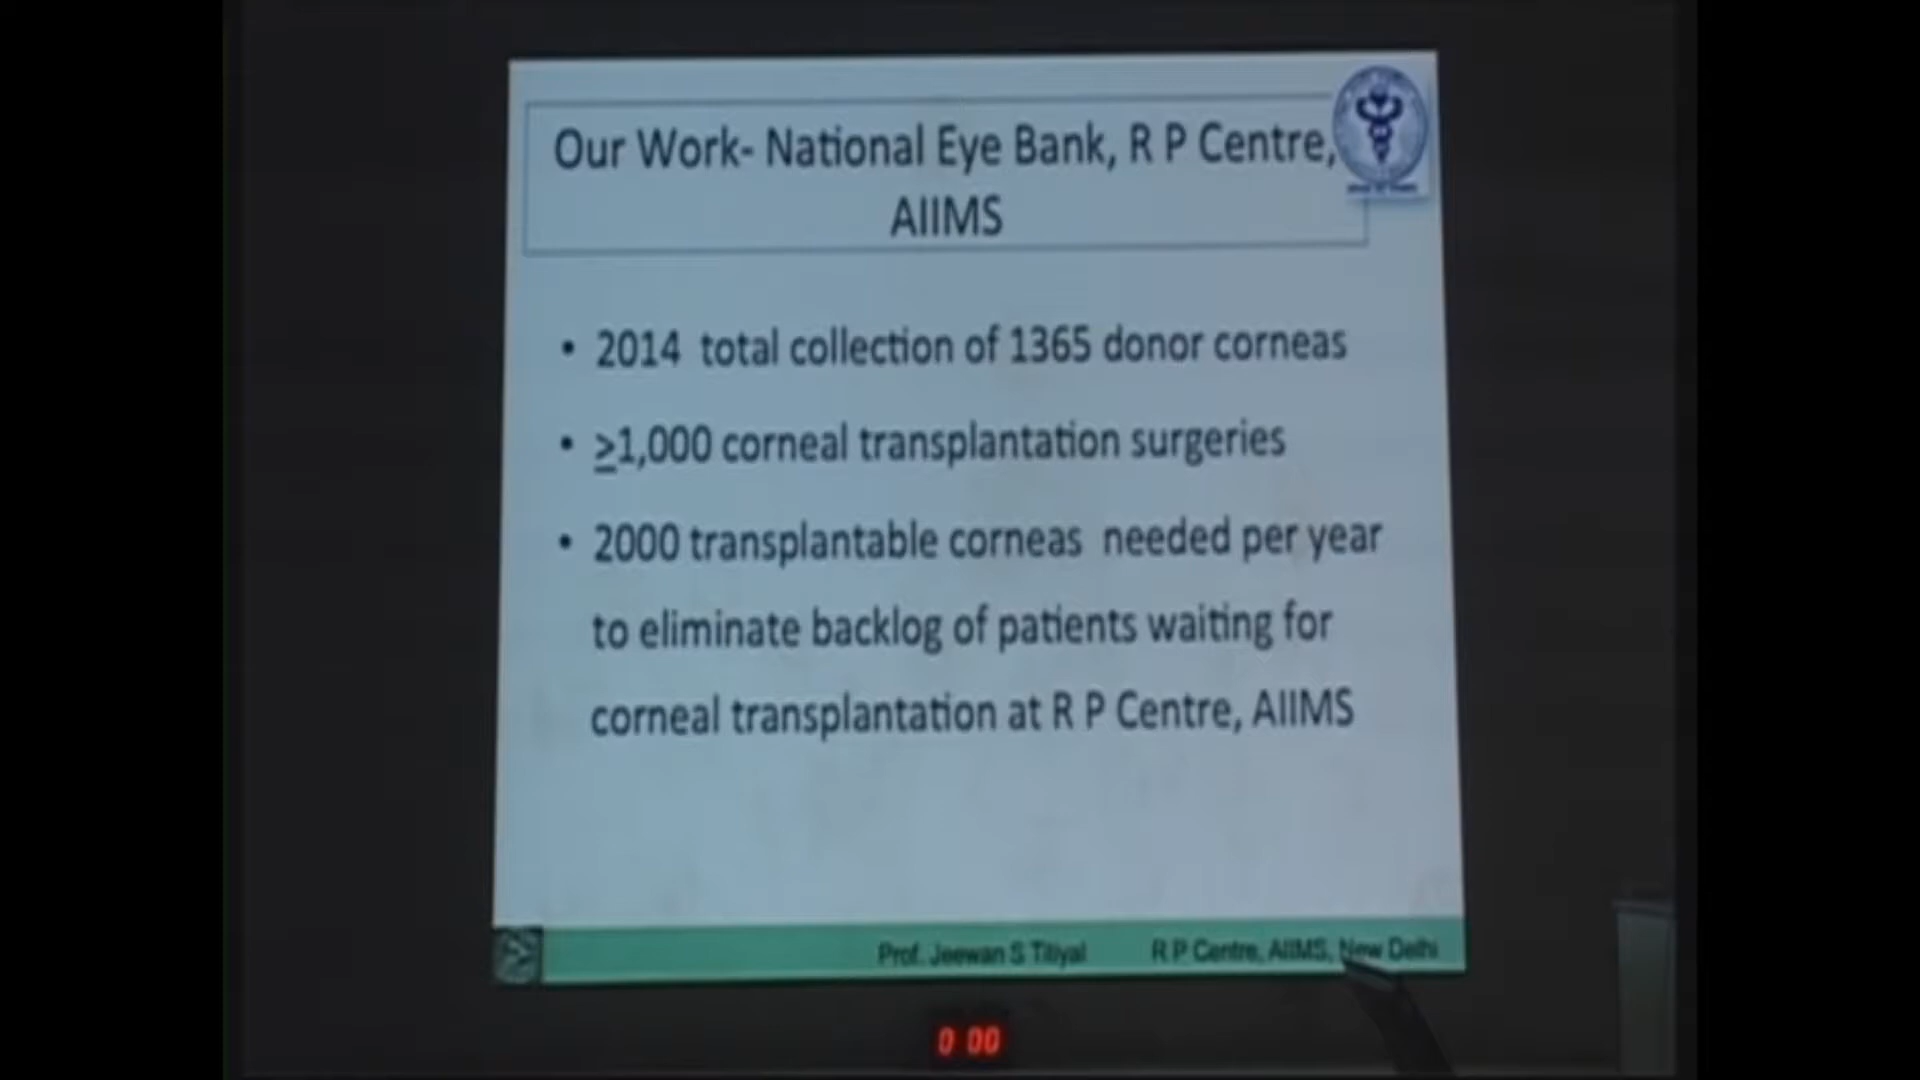 Our Work- National Eye Bank, R P Centre,
AIIMS
• 2014 total collection of 1365 donor corneas
• ≥1,000 corneal transplantation surgeries
• 2000 transplantable corneas needed per year
to eliminate backlog of patients waiting for
corneal transplantation at R P Centre, AIIMS
Prof. Jeewan S Titiyal R P Centre, AIIMS, New Delhi
0 00